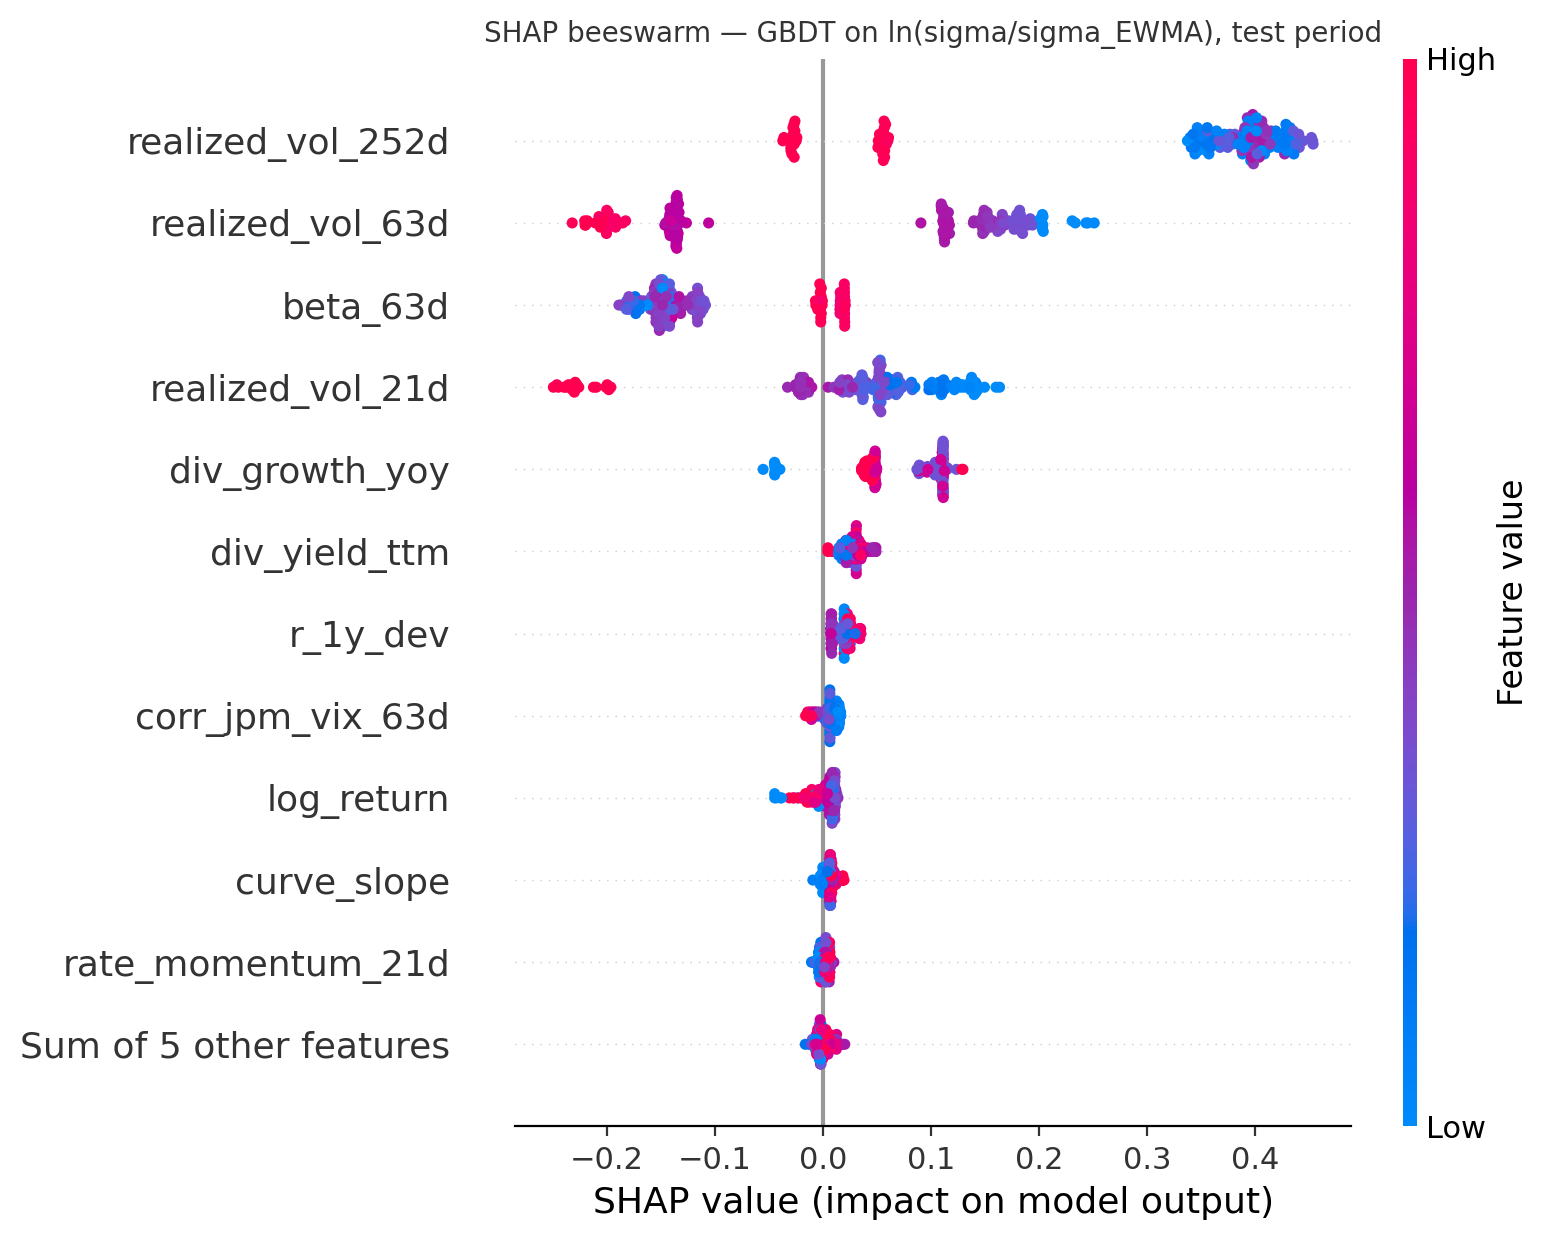 SHAP beeswarm — GBDT on ln(sigma/sigma_EWMA), test period
High
realized_vol_252d
realized_vol_63d
beta_63d
realized_vol_21d
div_growth_yoy
div_yield_ttm
r_1y_dev
corr_jpm_vix_63d
log_return
curve_slope
rate_momentum_21d
Sum of 5 other features
Feature value
Low
−0.2 −0.1 0.0 0.1 0.2 0.3 0.4
SHAP value (impact on model output)